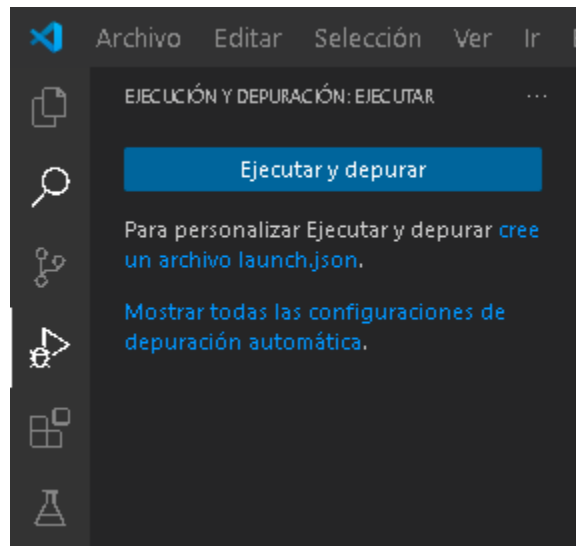 Archivo Editar Selección Ver Ir
EJECUCIÓN Y DEPURACIÓN: EJECUTAR ...
Ejecutar y depurar
Para personalizar Ejecutar y depurar cree
un archivo launch.json.
Mostrar todas las configuraciones de
depuración automática.